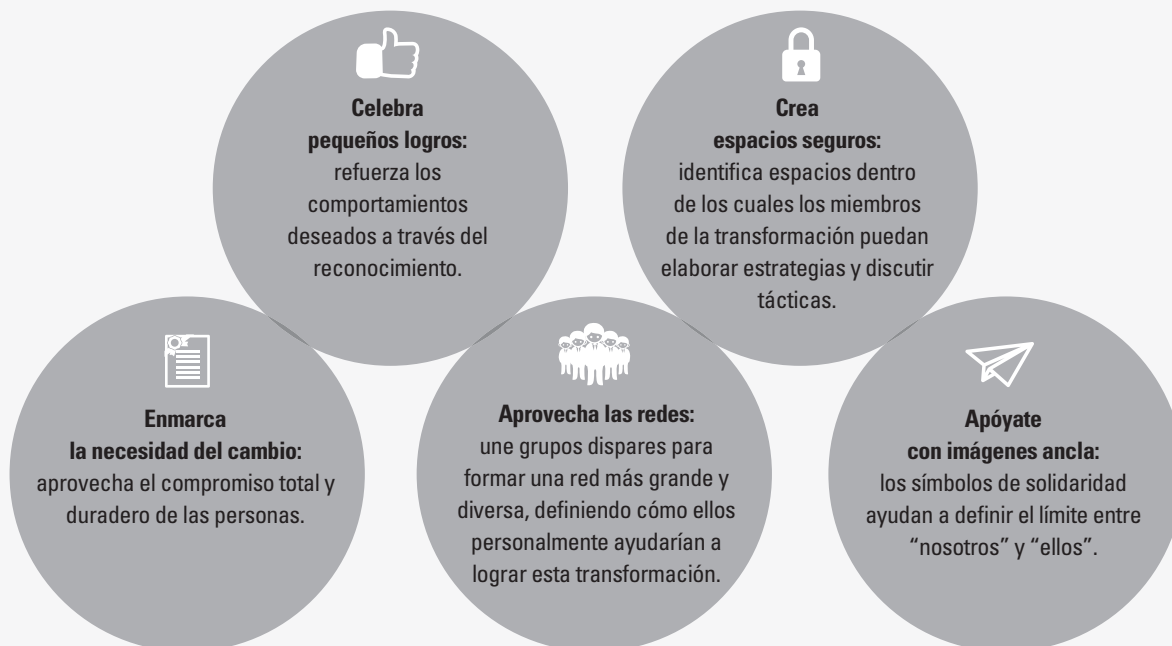 Celebra
pequeños logros:
refuerza los
comportamientos
deseados a través del
reconocimiento.
Crea
espacios seguros:
identifica espacios dentro
de los cuales los miembros
de la transformación puedan
elaborar estrategias y discutir
tácticas.
Enmarca
la necesidad del cambio:
aprovecha el compromiso total y
duradero de las personas.
Aprovecha las redes:
une grupos dispares para
formar una red más grande y
diversa, definiendo cómo ellos
personalmente ayudarían a
lograr esta transformación.
Apóyate
con imágenes ancla:
los símbolos de solidaridad
ayudan a definir el límite entre
“nosotros” y “ellos”.